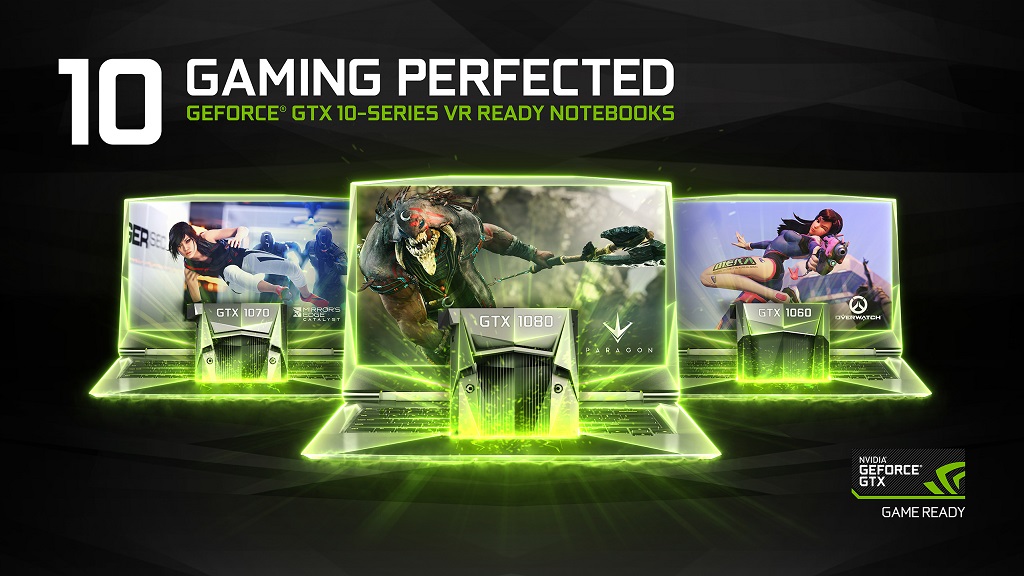 10
GAMING PERFECTED
GEFORCE® GTX 10-SERIES VR READY NOTEBOOKS
GTX 1070
MIRROR'S
EDGE
CATALYST
GTX 1080
PARAGON
MEKA
GTX 1060
OVERWATCH
NVIDIA
GEFORCE®
GTX
GAME READY